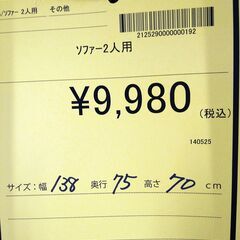 /ソファー 2人用 その他
2125290000000192
ソファー2人用
¥9,980(税込)
140525
サイズ:幅 138 奥行 75 高さ 70 cm